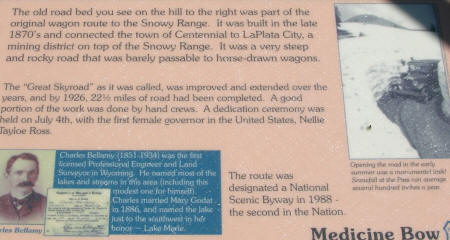 The old road bed you see on the hill to the right was part of the
original wagon route to the Snowy Range. It was built in the late
1870's and connected the town of Centennial to LaPlata City, a
mining district on top of the Snowy Range. It was a very steep
and rocky road that was barely passable to horse-drawn wagons.
The "Great Skyroad" as it was called, was improved and extended over the
years, and by 1926, 22½ miles of road had been completed. A good
portion of the work was done by hand crews. A dedication ceremony was
held on July 4th, with the first female governor in the United States, Nellie
Tayloe Ross.
Charles Bellamy (1851-1934) was the first
licensed Professional Engineer and Land
Surveyor in Wyoming. He named most of the
lakes and streams in this area (including this
modest one for himself).
Charles married Mary Godat
in 1886, and named the lake
just to the southwest in her
honor — Lake Marie.
Charles Bellamy
The route was
designated a National
Scenic Byway in 1988 -
the second in the Nation.
Opening the road in the early
summer was a monumental task!
Snowfall at the Pass can average
several hundred inches a year.
Medicine Bow